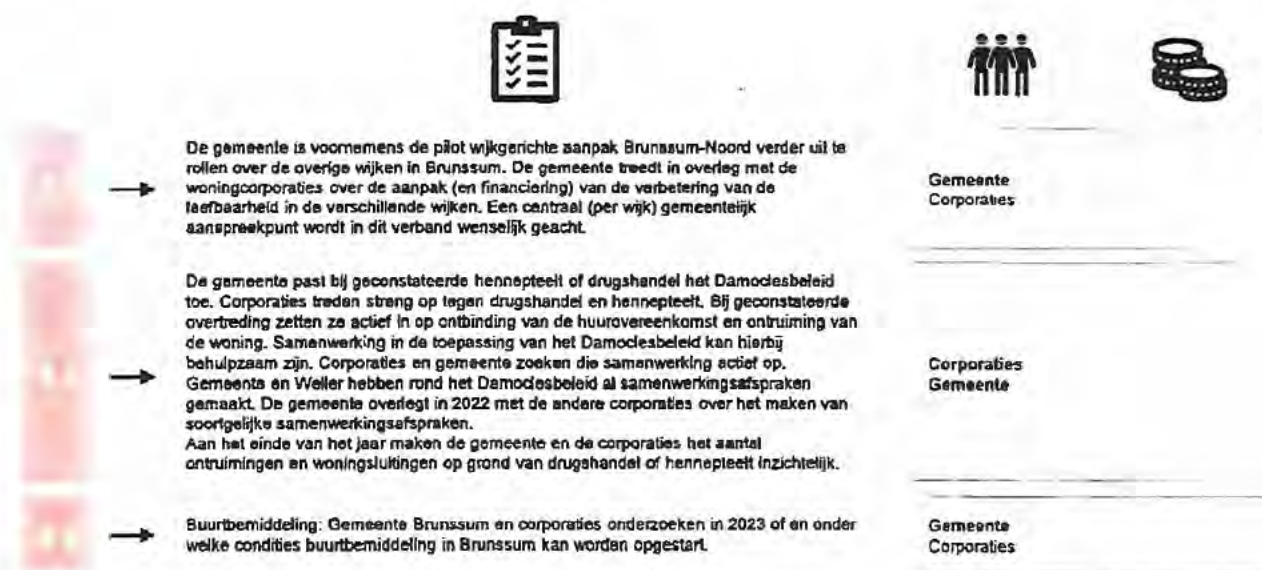 De gemeente is voornemens de pilot wijkgerichte aanpak Brunssum-Noord verder uit te
rollen over de overige wijken in Brunssum. De gemeente treedt in overleg met de
woningcorporaties over de aanpak (en financiering) van de verbetering van de
leefbaarheid in de verschillende wijken. Een centraal (per wijk) gemeentelijk
aanspreekpunt wordt in dit verband wenselijk geacht.
Gemeente
Corporaties
De gemeente past bij geconstateerde hennepteelt of drugshandel het Damoclesbeleid
toe. Corporaties treden streng op tegen drugshandel en hennepteelt. Bij geconstateerde
overtreding zetten ze actief in op ontbinding van de huurovereenkomst en ontruiming van
de woning. Samenwerking in de toepassing van het Damoclesbeleid kan hierbij
behulpzaam zijn. Corporaties en gemeente zoeken die samenwerking actief op.
Gemeente en Weller hebben rond het Damoclesbeleid al samenwerkingsafspraken
gemaakt. De gemeente overlegt in 2022 met de andere corporaties over het maken van
soortgelijke samenwerkingsafspraken.
Aan het einde van het jaar maken de gemeente en de corporaties het aantal
ontruimingen en woningsluitingen op grond van drugshandel of hennepteelt inzichtelijk.
Corporaties
Gemeente
Buurtbemiddeling: Gemeente Brunssum en corporaties onderzoeken in 2023 of en onder
welke condities buurtbemiddeling in Brunssum kan worden opgestart.
Gemeente
Corporaties